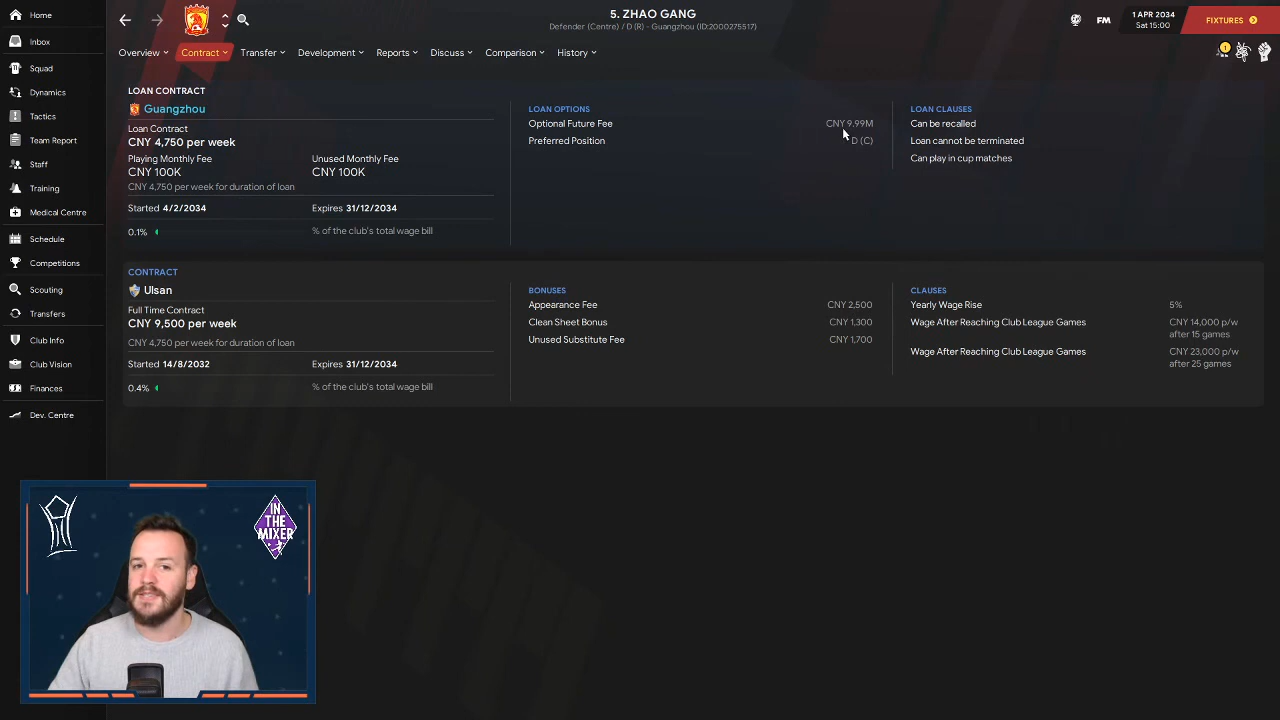 5. ZHAO GANG
Defender (Centre) / D (R) - Guangzhou (ID:2000275517)
FM
1 APR 2034
Sat 15:00
FIXTURES
1
Overview
Contract
Transfer
Development
Reports
Discuss
Comparison
History
Home
Inbox
Squad
Dynamics
Tactics
Team Report
Staff
Training
Medical Centre
Schedule
Competitions
Scouting
Transfers
Club Info
Club Vision
Finances
Dev. Centre
LOAN CONTRACT
Guangzhou
Loan Contract
CNY 4,750 per week
Playing Monthly Fee Unused Monthly Fee
CNY 100K CNY 100K
CNY 4,750 per week for duration of loan
Started 4/2/2034 Expires 31/12/2034
0.1% % of the club's total wage bill
LOAN OPTIONS
Optional Future Fee CNY 9.99M
Preferred Position D (C)
LOAN CLAUSES
Can be recalled
Loan cannot be terminated
Can play in cup matches
CONTRACT
Ulsan
Full Time Contract
CNY 9,500 per week
CNY 4,750 per week for duration of loan
Started 14/8/2032 Expires 31/12/2034
0.4% % of the club's total wage bill
BONUSES
Appearance Fee CNY 2,500
Clean Sheet Bonus CNY 1,300
Unused Substitute Fee CNY 1,700
CLAUSES
Yearly Wage Rise 5%
Wage After Reaching Club League Games CNY 14,000 p/w
after 15 games
Wage After Reaching Club League Games CNY 23,000 p/w
after 25 games
IN
THE
MIXER